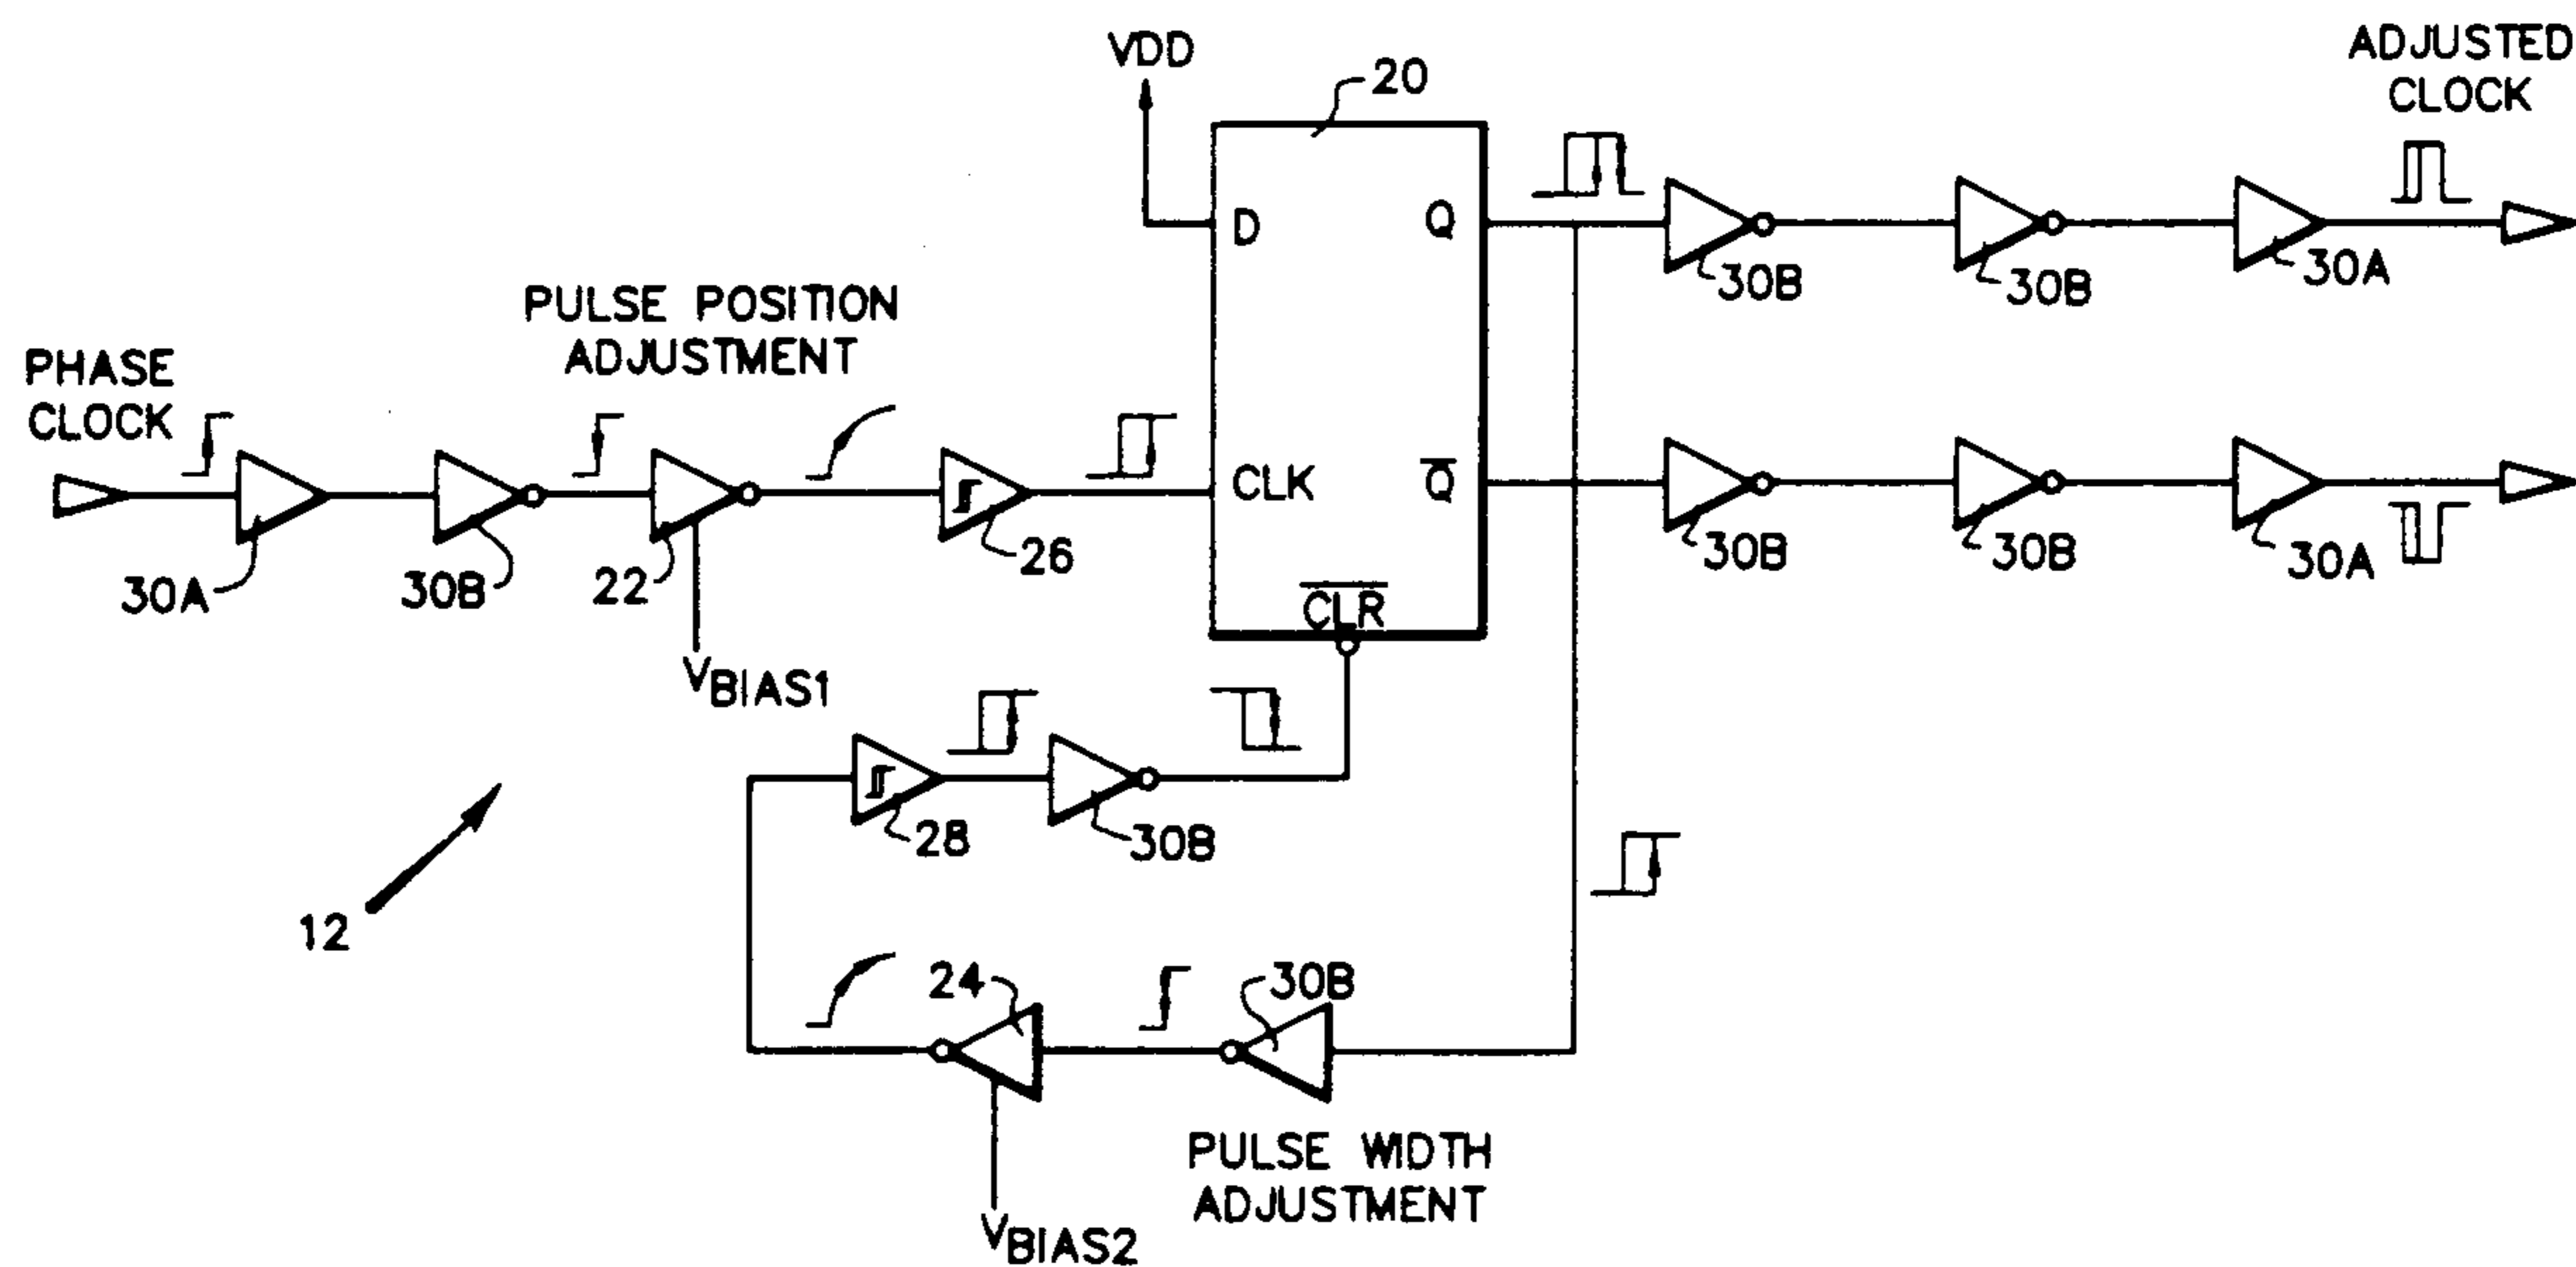 VDD
20
ADJUSTED
CLOCK
D
Q
30B
30B
30A
PULSE POSITION
ADJUSTMENT
PHASE
CLOCK
30A
30B
22
26
CLK
Q̅
30B
30B
30A
C̅L̅R̅
VBIAS1
28
30B
12
24
30B
PULSE WIDTH
ADJUSTMENT
VBIAS2